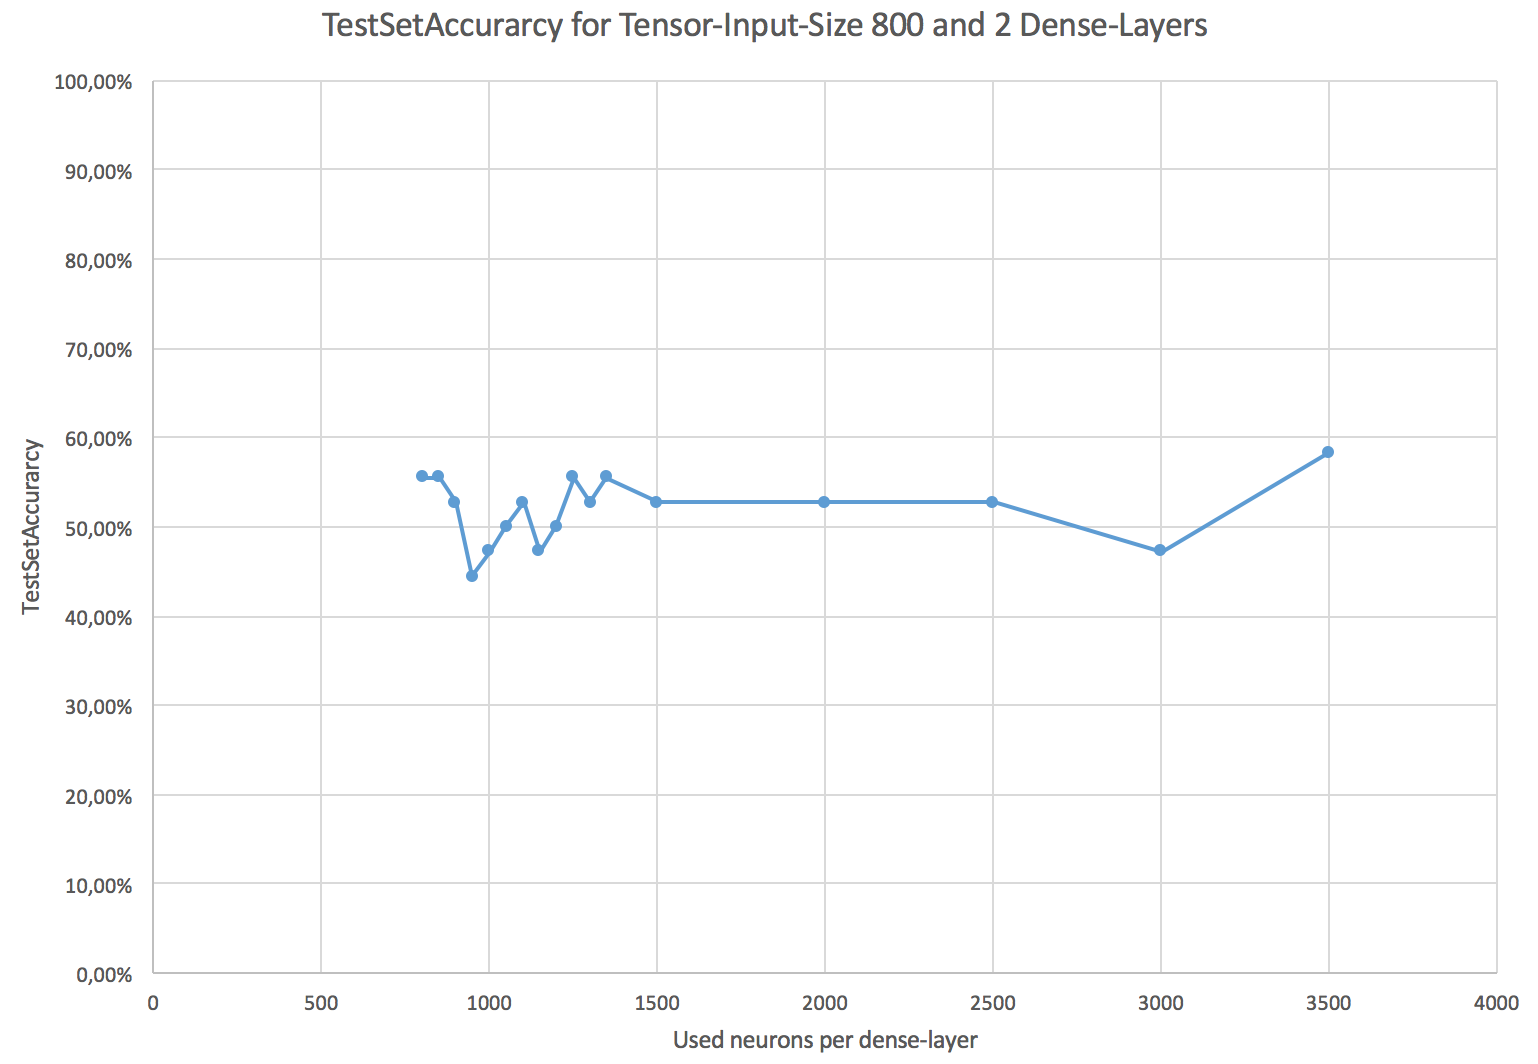 TestSetAccurarcy for Tensor-Input-Size 800 and 2 Dense-Layers
100,00%
90,00%
80,00%
70,00%
60,00%
50,00%
40,00%
30,00%
20,00%
10,00%
0,00%
TestSetAccurarcy
0 500 1000 1500 2000 2500 3000 3500 4000
Used neurons per dense-layer